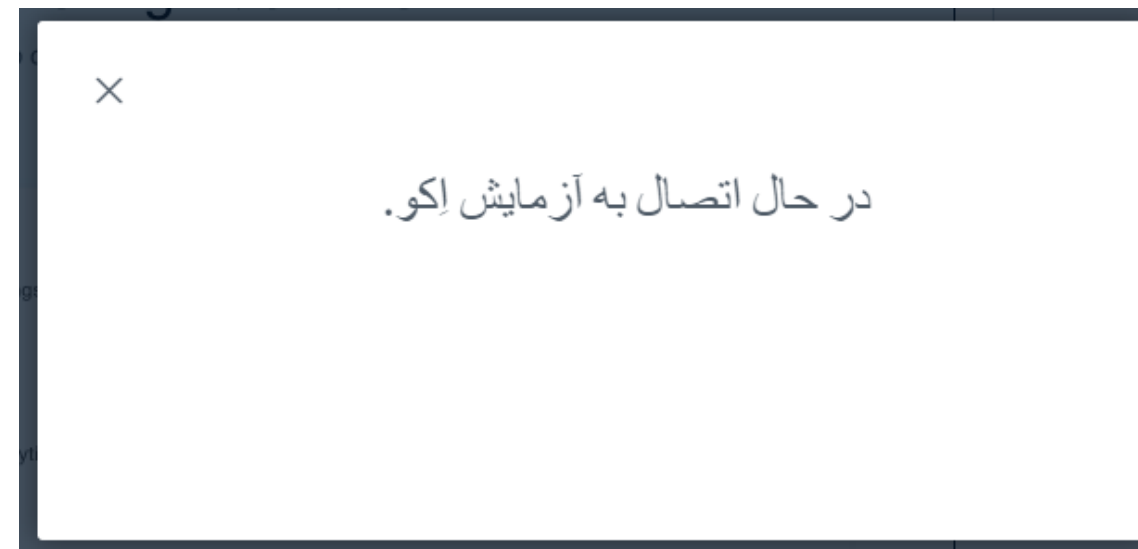 در حال اتصال به آزمایش اِکو.